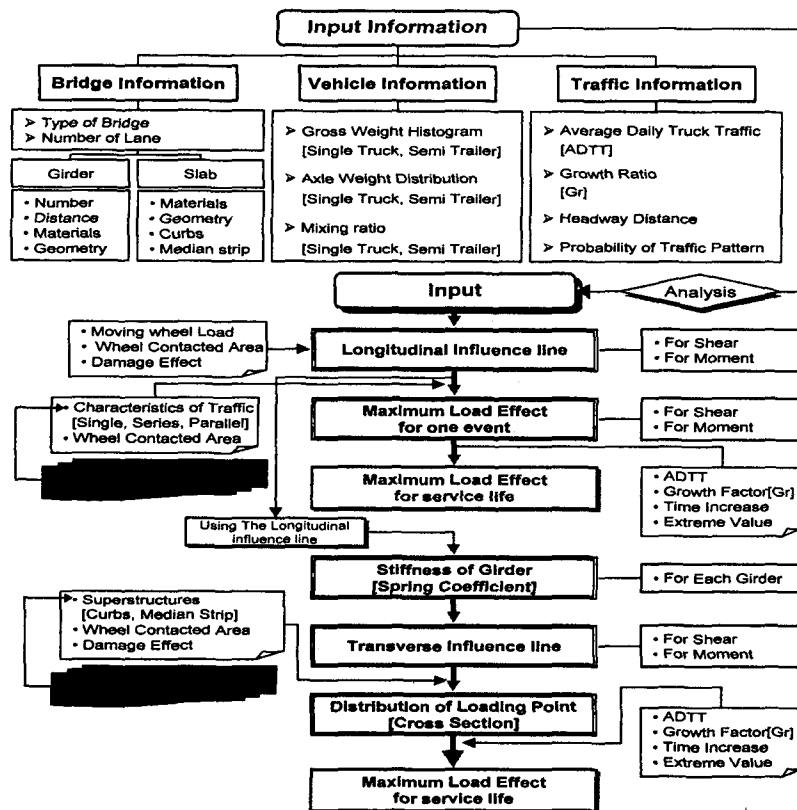 Input Information
Bridge Information
Vehicle Information
Traffic Information
➢ Type of Bridge
➢ Number of Lane
Girder
Slab
• Number
• Distance
• Materials
• Geometry
• Materials
• Geometry
• Curbs
• Median strip
➢ Gross Weight Histogram
[Single Truck, Semi Trailer]
➢ Axle Weight Distribution
[Single Truck, Semi Trailer]
➢ Mixing ratio
[Single Truck, Semi Trailer]
➢ Average Daily Truck Traffic
[ADTT]
➢ Growth Ratio
[Gr]
➢ Headway Distance
➢ Probability of Traffic Pattern
Input
Analysis
• Moving wheel Load
• Wheel Contacted Area
• Damage Effect
Longitudinal Influence line
• For Shear
• For Moment
• Characteristics of Traffic
[Single, Series, Parallel]
• Wheel Contacted Area
Maximum Load Effect
for one event
• For Shear
• For Moment
Maximum Load Effect
for service life
• ADTT
• Growth Factor[Gr]
• Time Increase
• Extreme Value
Using The Longitudinal
influence line
Stiffness of Girder
[Spring Coefficient]
• For Each Girder
• Superstructures
[Curbs, Median Strip]
• Wheel Contacted Area
• Damage Effect
Transverse Influence line
• For Shear
• For Moment
Distribution of Loading Point
[Cross Section]
• ADTT
• Growth Factor[Gr]
• Time Increase
• Extreme Value
Maximum Load Effect
for service life